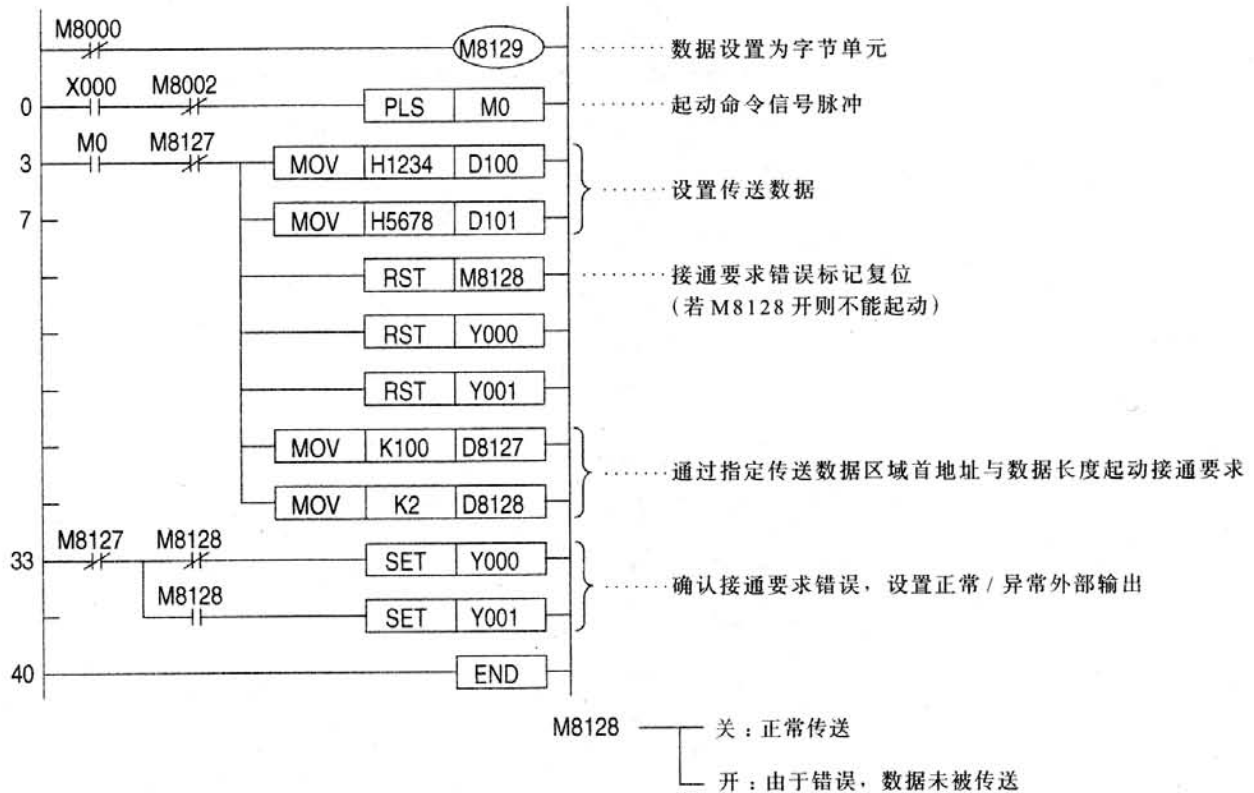 M8000
M8129 ········ 数据设置为字节单元
X000 M8002
0 PLS M0 ········ 起动命令信号脉冲
M0 M8127
3 MOV H1234 D100
········ 设置传送数据
7 MOV H5678 D101
RST M8128 ········ 接通要求错误标记复位
(若 M8128 开则不能起动)
RST Y000
RST Y001
MOV K100 D8127
········ 通过指定传送数据区域首地址与数据长度起动接通要求
MOV K2 D8128
M8127 M8128
33 SET Y000
········ 确认接通要求错误，设置正常 / 异常外部输出
M8128
SET Y001
40 END
M8128 关：正常传送
开：由于错误，数据未被传送